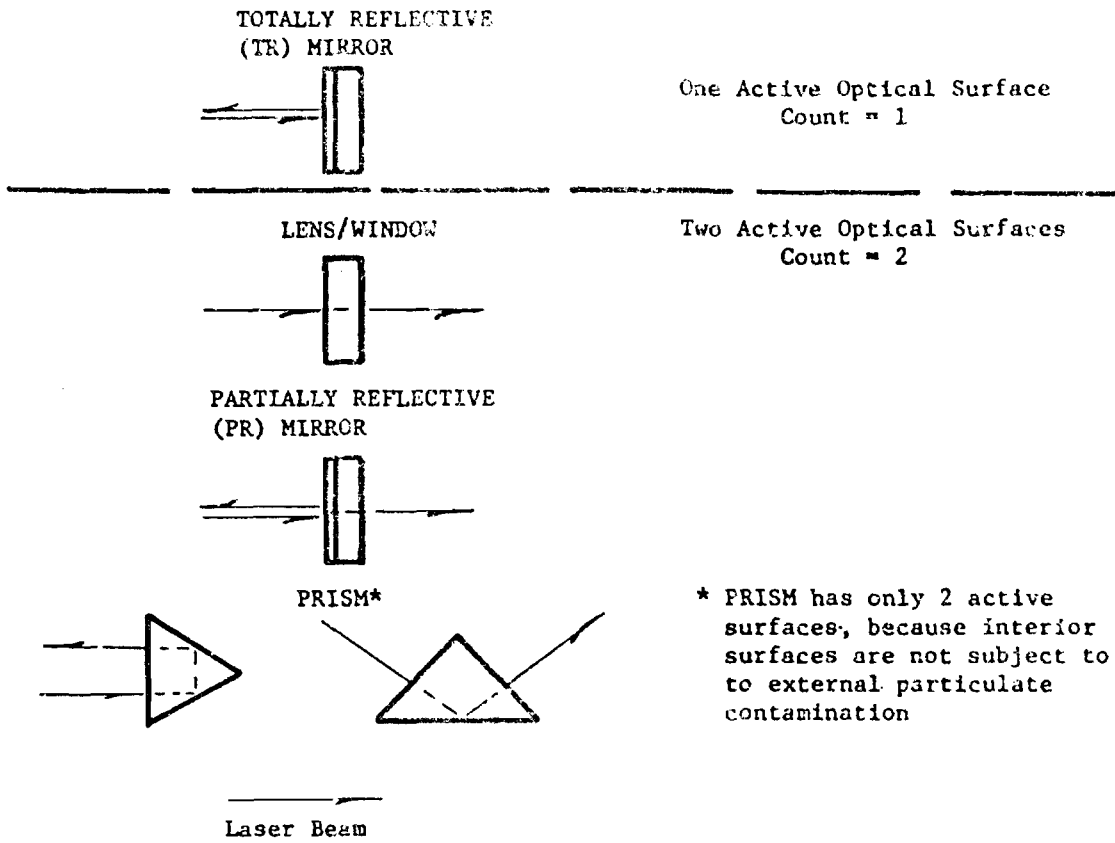 TOTALLY REFLECTIVE
(TR) MIRROR
One Active Optical Surface
Count = 1
LENS/WINDOW
Two Active Optical Surfaces
Count = 2
PARTIALLY REFLECTIVE
(PR) MIRROR
PRISM*
* PRISM has only 2 active
surfaces, because interior
surfaces are not subject to
to external particulate
contamination
Laser Beam